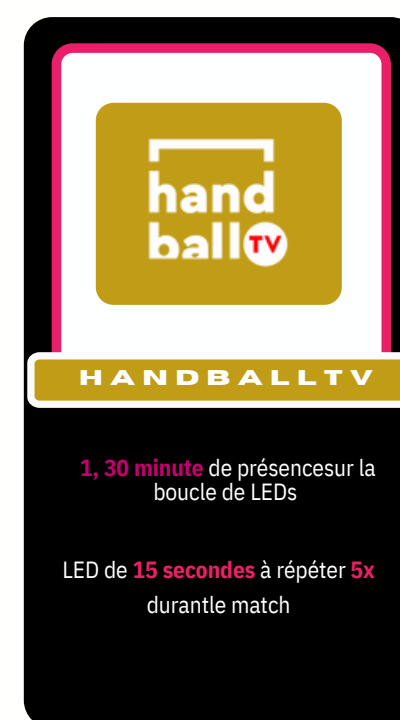 hand
ball TV
HANDBALLTV
1, 30 minute de présencesur la
boucle de LEDs
LED de 15 secondes à répéter 5x
durantle match